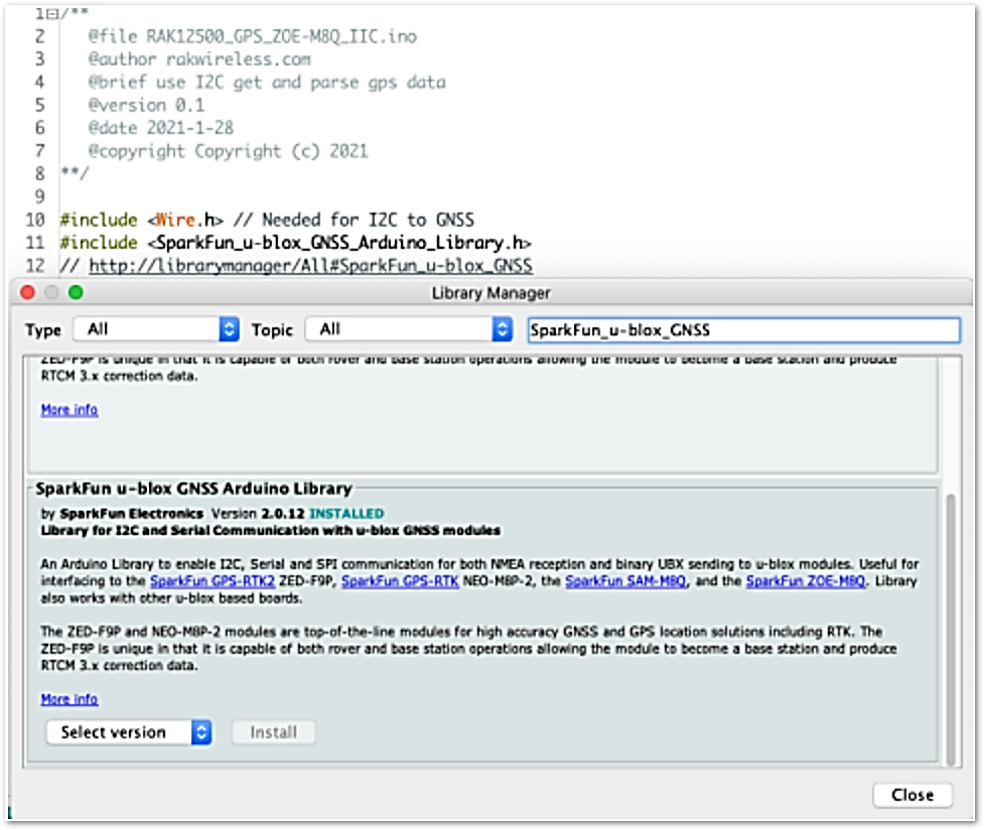 1 /**
2 @file RAK12500_GPS_ZOE-M8Q_IIC.ino
3 @author rakwireless.com
4 @brief use I2C get and parse gps data
5 @version 0.1
6 @date 2021-1-28
7 @copyright Copyright (c) 2021
8 **/
9
10 #include <Wire.h> // Needed for I2C to GNSS
11 #include <SparkFun_u-blox_GNSS_Arduino_Library.h>
12 // http://librarymanager/All#SparkFun_u-blox_GNSS
Library Manager
Type All Topic All SparkFun_u-blox_GNSS
ZED-F9P is unique in that it is capable of both rover and base station operations allowing the module to become a base station and produce
RTCM 3.x correction data.
More info
SparkFun u-blox GNSS Arduino Library
by SparkFun Electronics Version 2.0.12 INSTALLED
Library for I2C and Serial Communication with u-blox GNSS modules
An Arduino Library to enable I2C, Serial and SPI communication for both NMEA reception and binary UBX sending to u-blox modules. Useful for
interfacing to the SparkFun GPS-RTK2 ZED-F9P, SparkFun GPS-RTK NEO-M8P-2, the SparkFun SAM-M8Q, and the SparkFun ZOE-M8Q. Library
also works with other u-blox based boards.
The ZED-F9P and NEO-M8P-2 modules are top-of-the-line modules for high accuracy GNSS and GPS location solutions including RTK. The
ZED-F9P is unique in that it is capable of both rover and base station operations allowing the module to become a base station and produce
RTCM 3.x correction data.
More info
Select version Install
Close